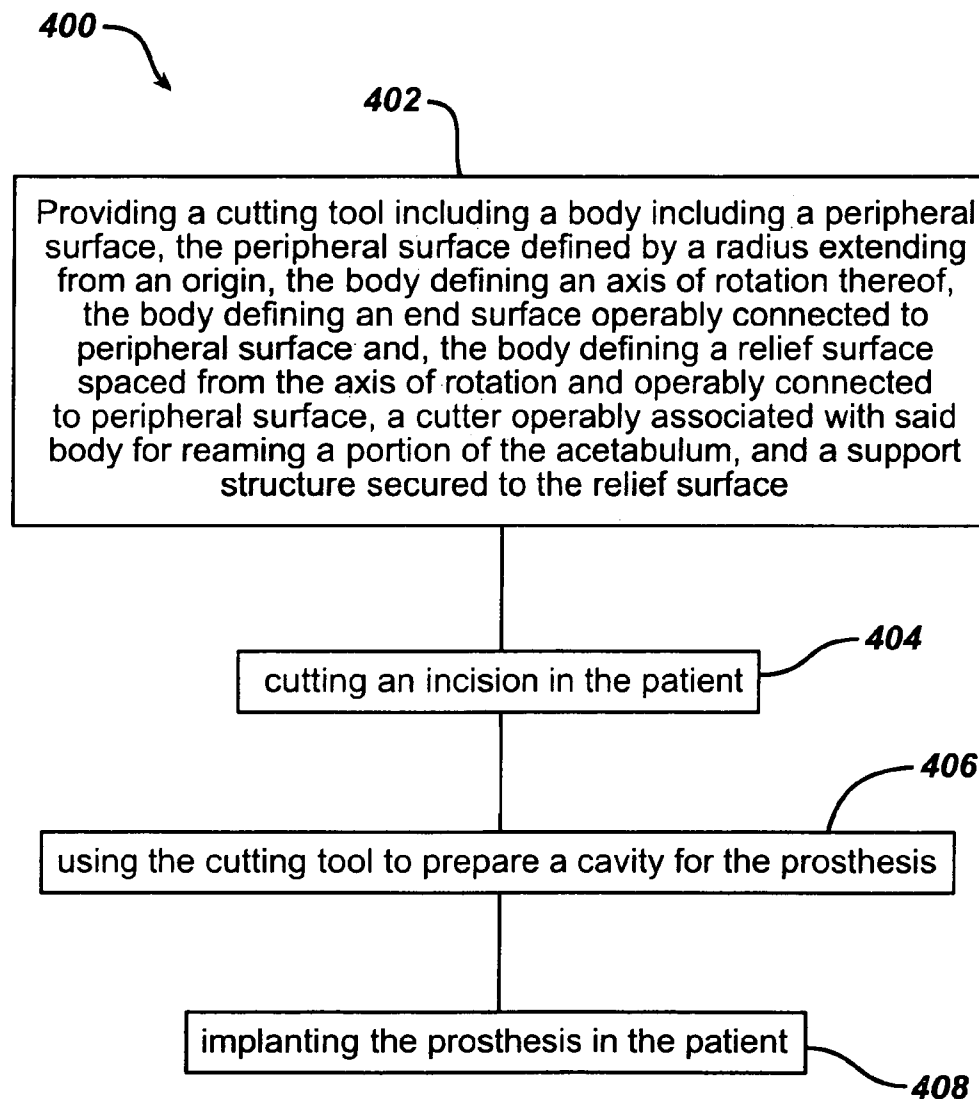 400
402
Providing a cutting tool including a body including a peripheral
surface, the peripheral surface defined by a radius extending
from an origin, the body defining an axis of rotation thereof,
the body defining an end surface operably connected to
peripheral surface and, the body defining a relief surface
spaced from the axis of rotation and operably connected
to peripheral surface, a cutter operably associated with said
body for reaming a portion of the acetabulum, and a support
structure secured to the relief surface
404
cutting an incision in the patient
406
using the cutting tool to prepare a cavity for the prosthesis
implanting the prosthesis in the patient
408